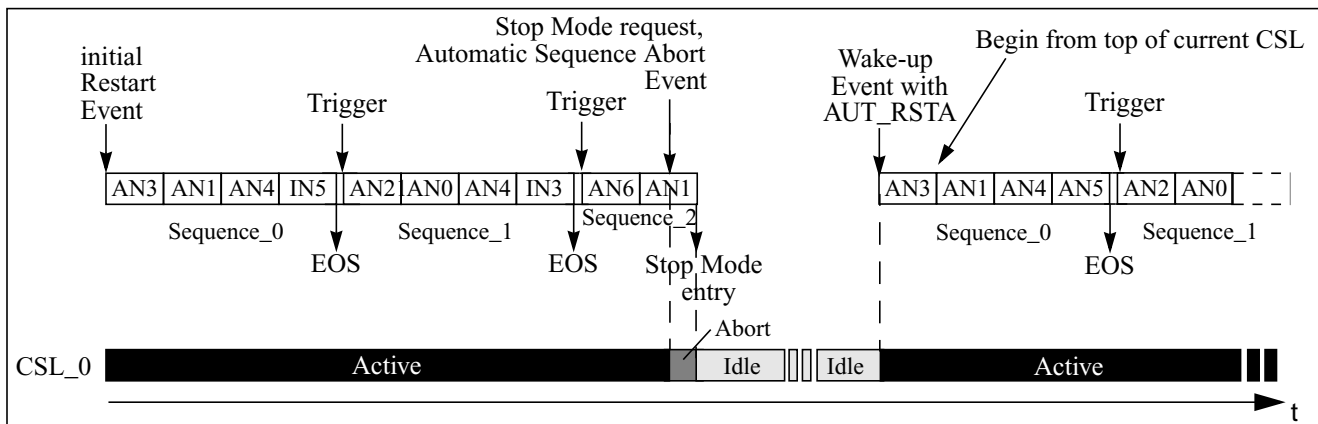 Stop Mode request,
Automatic Sequence Abort
Event
initial
Restart
Event
Trigger
Trigger
Wake-up
Event with
AUT_RSTA
Begin from top of current CSL
Trigger
AN3 AN1 AN4 IN5 AN21 AN0 AN4 IN3 AN6 AN1
AN3 AN1 AN4 AN5 AN2 AN0
Sequence_0
Sequence_1
Sequence_2
Sequence_0
Sequence_1
EOS
EOS
Stop Mode
entry
EOS
Abort
CSL_0
Active
Idle
Idle
Active
t